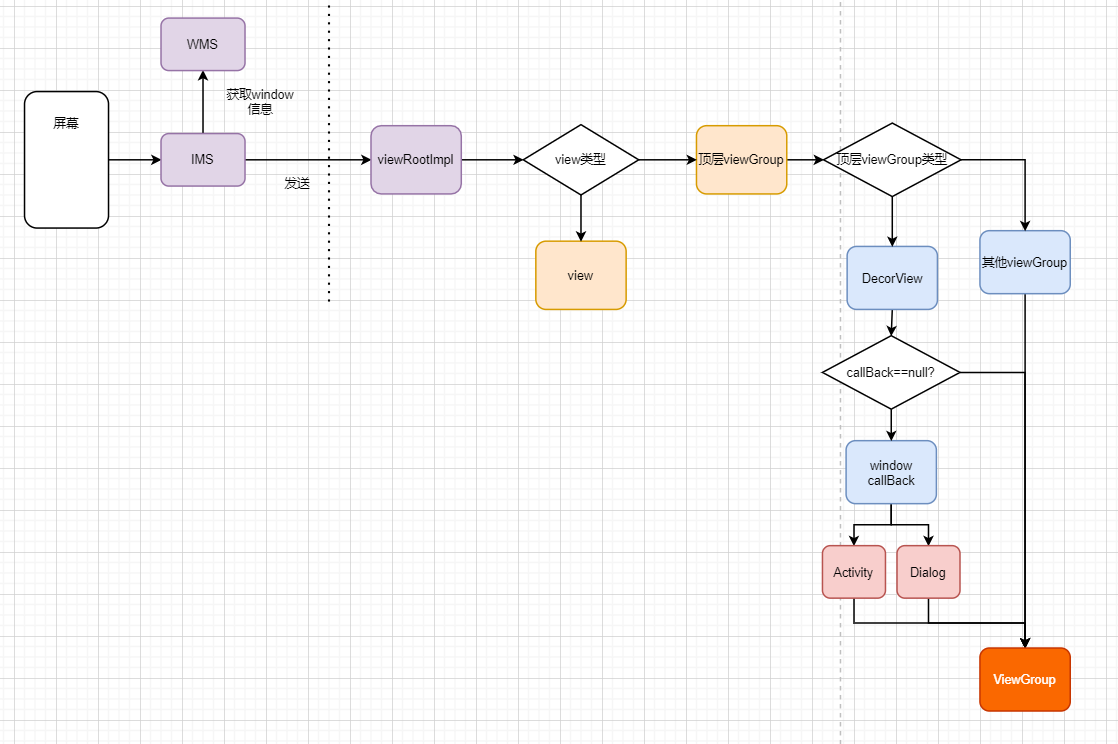 WMS
获取window
信息
屏幕
IMS
发送
viewRootImpl
view类型
顶层viewGroup
顶层viewGroup类型
view
DecorView
其他viewGroup
callBack==null?
window
callBack
Activity
Dialog
ViewGroup